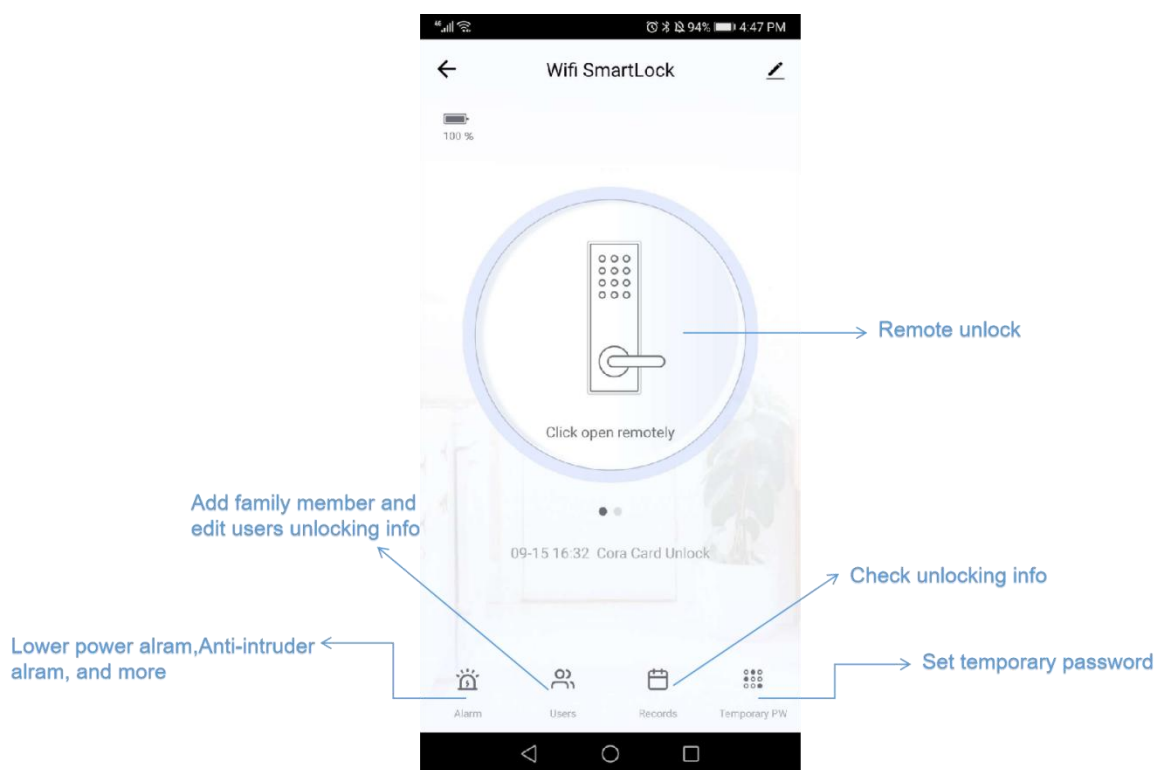 46 94% 4:47 PM
Wifi SmartLock
100 %
Remote unlock
Click open remotely
Add family member and
edit users unlocking info
09-15 16:32 Cora Card Unlock
Check unlocking info
Lower power alram,Anti-intruder
alram, and more
Set temporary password
Alarm Users Records Temporary PW